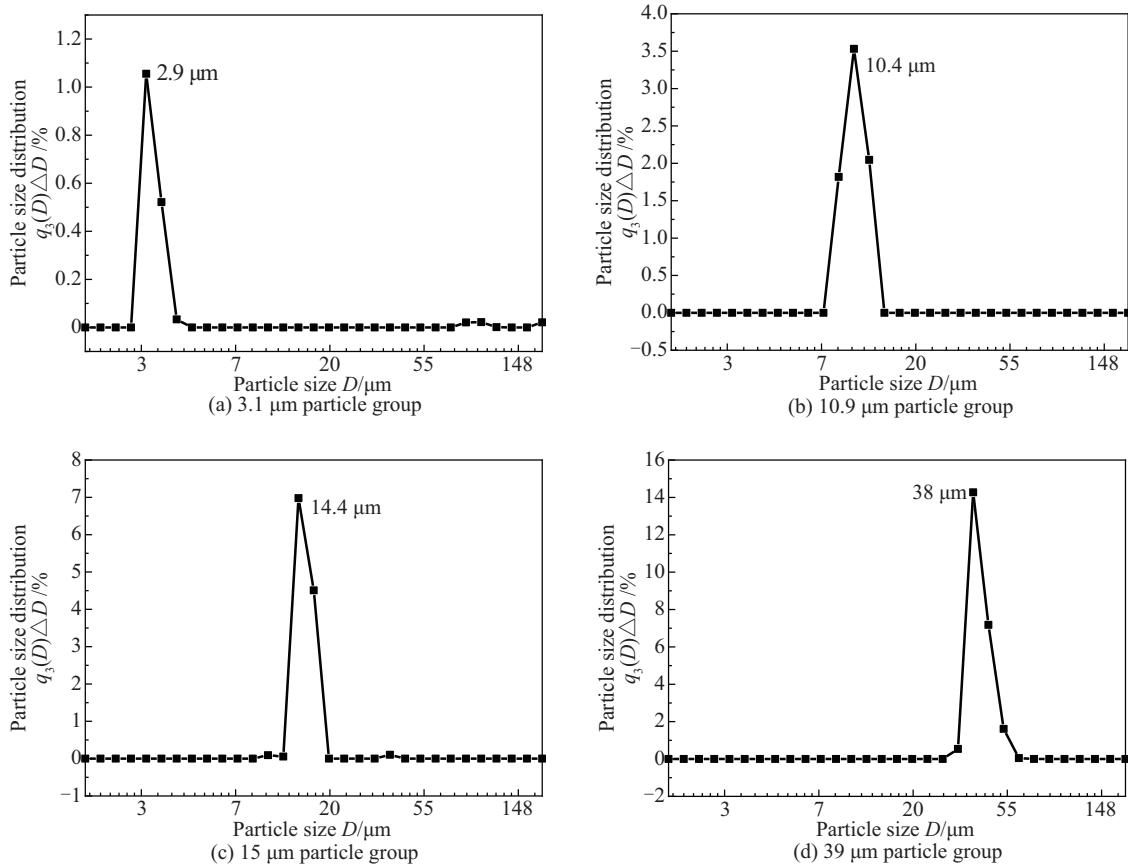 1.2
1.0
0.8
0.6
0.4
0.2
0
Particle size distribution
q₃(D)△D /%
2.9 μm
3 7 20 55 148
Particle size D/μm
(a) 3.1 μm particle group
4.0
3.5
3.0
2.5
2.0
1.5
1.0
0.5
0.0
−0.5
Particle size distribution
q₃(D)△D /%
10.4 μm
3 7 20 55 148
Particle size D/μm
(b) 10.9 μm particle group
8
7
6
5
4
3
2
1
0
−1
Particle size distribution
q₃(D)△D /%
14.4 μm
3 7 20 55 148
Particle size D/μm
(c) 15 μm particle group
16
14
12
10
8
6
4
2
0
−2
Particle size distribution
q₃(D)△D /%
38 μm
3 7 20 55 148
Particle size D/μm
(d) 39 μm particle group